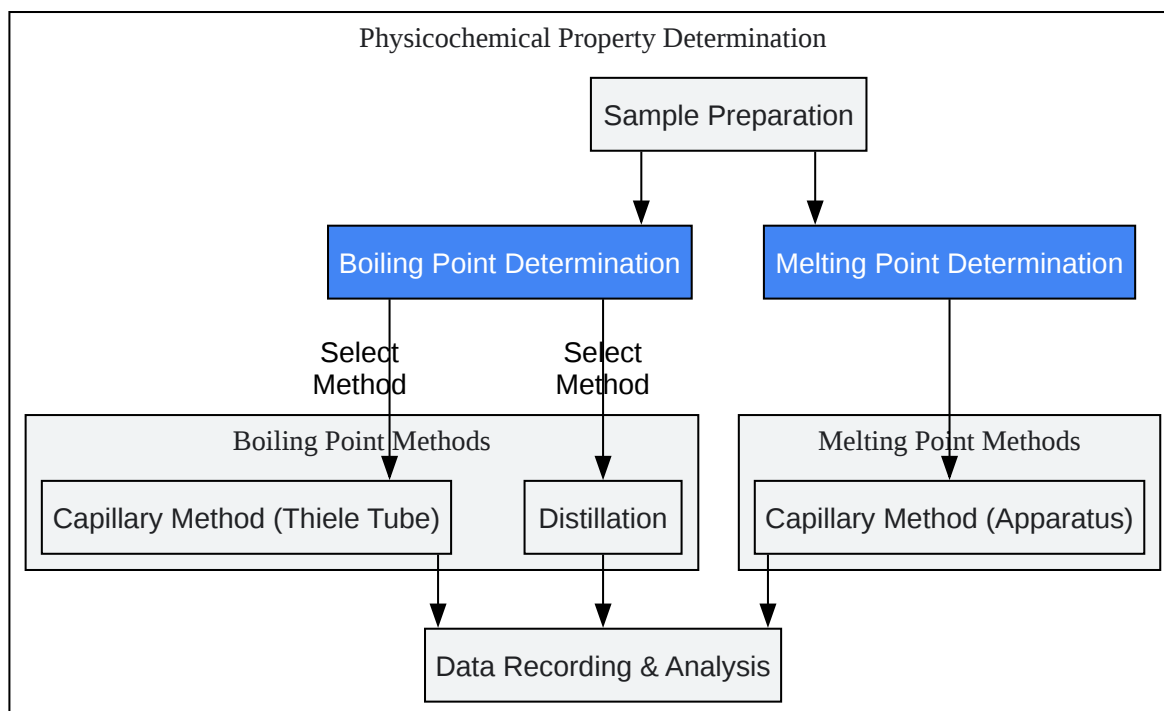 Physicochemical Property Determination
Sample Preparation
Boiling Point Determination
Melting Point Determination
Select
Method
Select
Method
Boiling Point Methods
Melting Point Methods
Capillary Method (Thiele Tube)
Distillation
Capillary Method (Apparatus)
Data Recording & Analysis